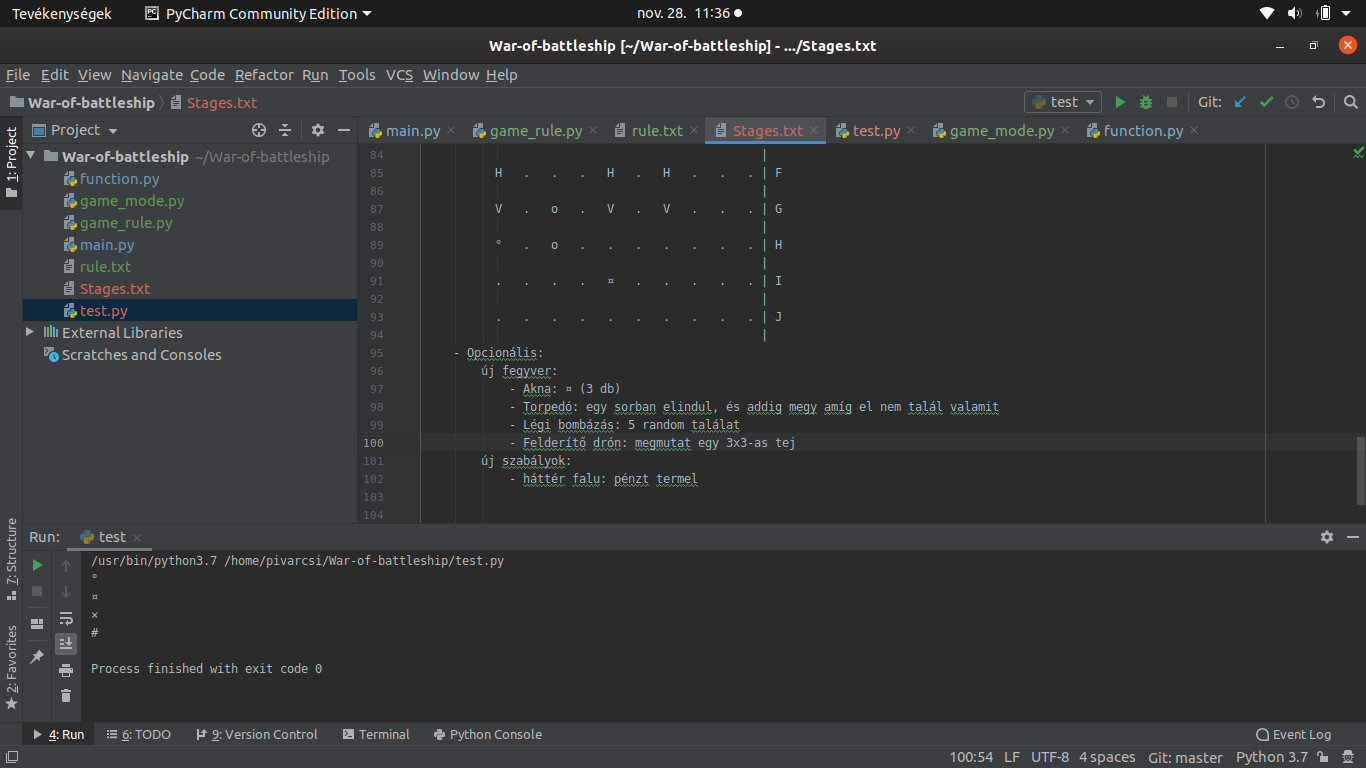 Tevékenységek PyCharm Community Edition nov. 28. 11:36
War-of-battleship [~/War-of-battleship] - .../Stages.txt
File Edit View Navigate Code Refactor Run Tools VCS Window Help
War-of-battleship Stages.txt test Git:
1: Project
Project
main.py game_rule.py rule.txt Stages.txt test.py game_mode.py function.py
War-of-battleship ~/War-of-battleship
function.py
game_mode.py
game_rule.py
main.py
rule.txt
Stages.txt
test.py
External Libraries
Scratches and Consoles
84 |
85 H . . . H . H . . . | F
86 |
87 V . o . V . V . . . | G
88 |
89 ° . o . . . . . . . | H
90 |
91 . . . . ¤ . . . . . | I
92 |
93 . . . . . . . . . . | J
94 |
95 - Opcionális:
96 új fegyver:
97 - Akna: ¤ (3 db)
98 - Torpedó: egy sorban elindul, és addig megy amíg el nem talál valamit
99 - Légi bombázás: 5 random találat
100 - Felderítő drón: megmutat egy 3x3-as tej
101 új szabályok:
102 - háttér falu: pénzt termel
103
104
7: Structure
2: Favorites
Run: test
/usr/bin/python3.7 /home/pivarcsi/War-of-battleship/test.py
°
¤
×
#
Process finished with exit code 0
4: Run 6: TODO 9: Version Control Terminal Python Console Event Log
100:54 LF UTF-8 4 spaces Git: master Python 3.7